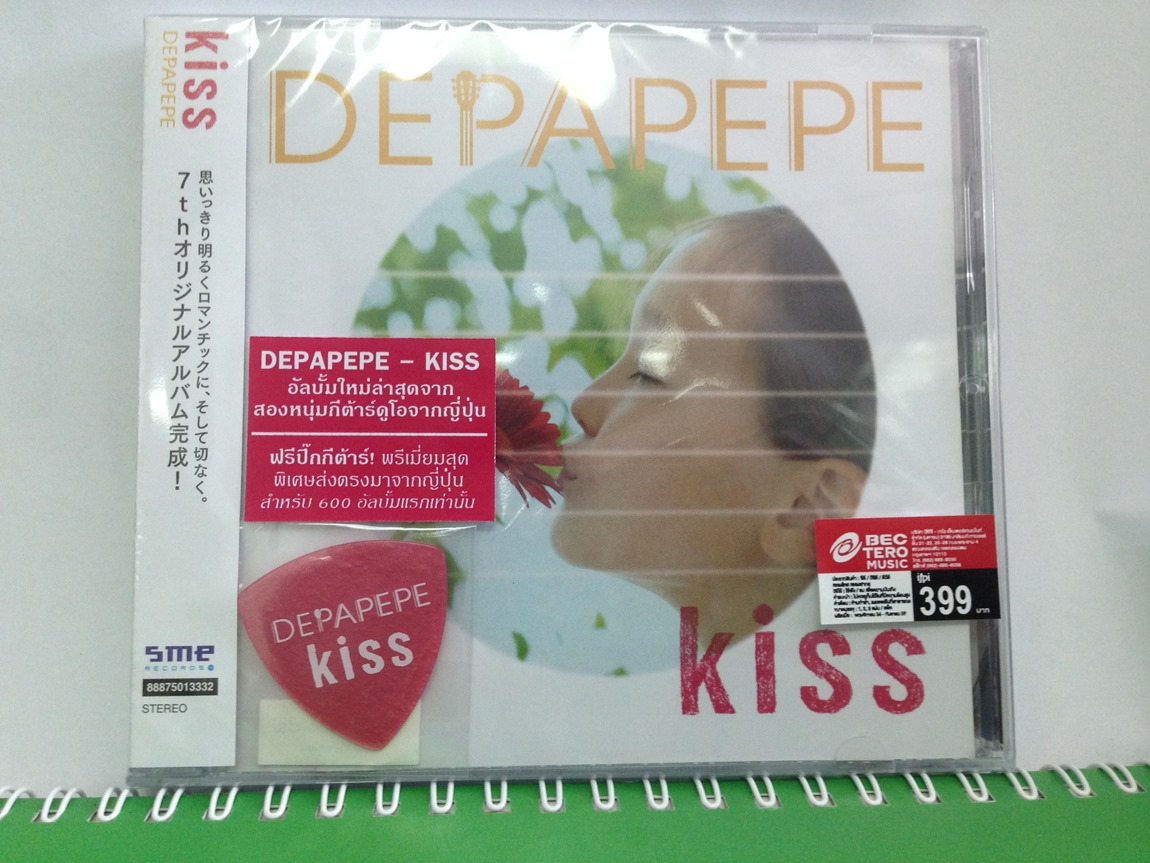 kiss
DEPAPEPE
思いっきり明るくロマンチックに、そして切なく。
7thオリジナルアルバム完成！
sme
RECORDS
88875013332
STEREO
DEPAPEPE
DEPAPEPE – KISS
อัลบั้มใหม่ล่าสุดจาก
สองหนุ่มกีต้าร์ดูโอจากญี่ปุ่น
ฟรีปิ๊กกีต้าร์! พรีเมี่ยมสุด
พิเศษส่งตรงมาจากญี่ปุ่น
สำหรับ 600 อัลบั้มแรกเท่านั้น
DEPAPEPE
kiss
BEC
TERO
MUSIC
ifpi
399 บาท
kiss